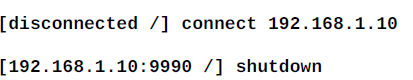 [disconnected /] connect 192.168.1.10
[192.168.1.10:9990 /] shutdown